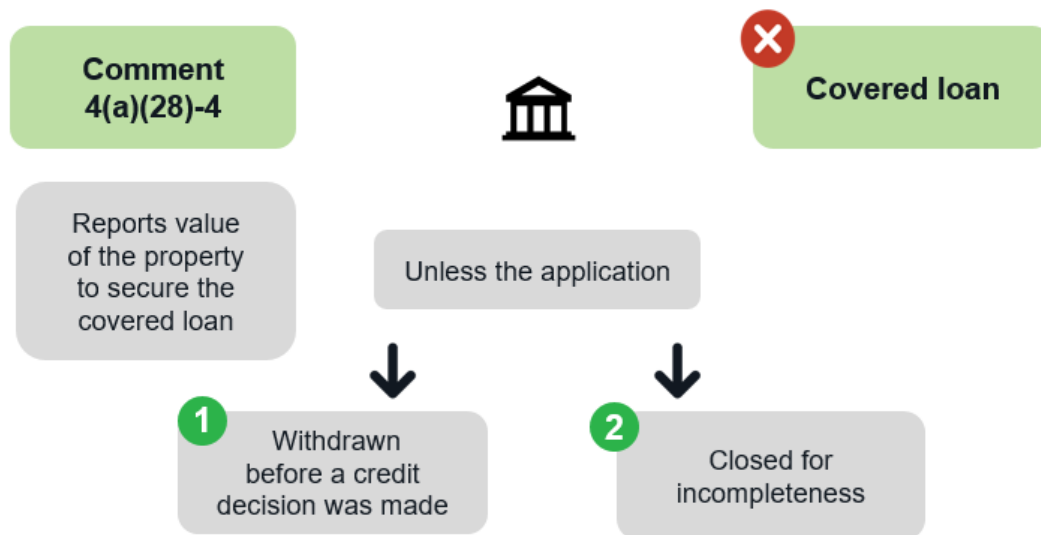 Comment
4(a)(28)-4
Covered loan
Reports value
of the property
to secure the
covered loan
Unless the application
1
Withdrawn
before a credit
decision was made
2
Closed for
incompleteness